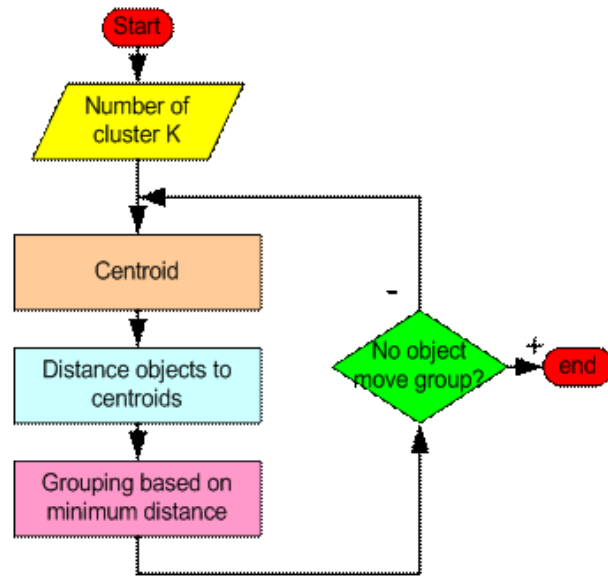 Start
Number of
cluster K
Centroid
Distance objects to
centroids
Grouping based on
minimum distance
-
No object
move group?
+
end